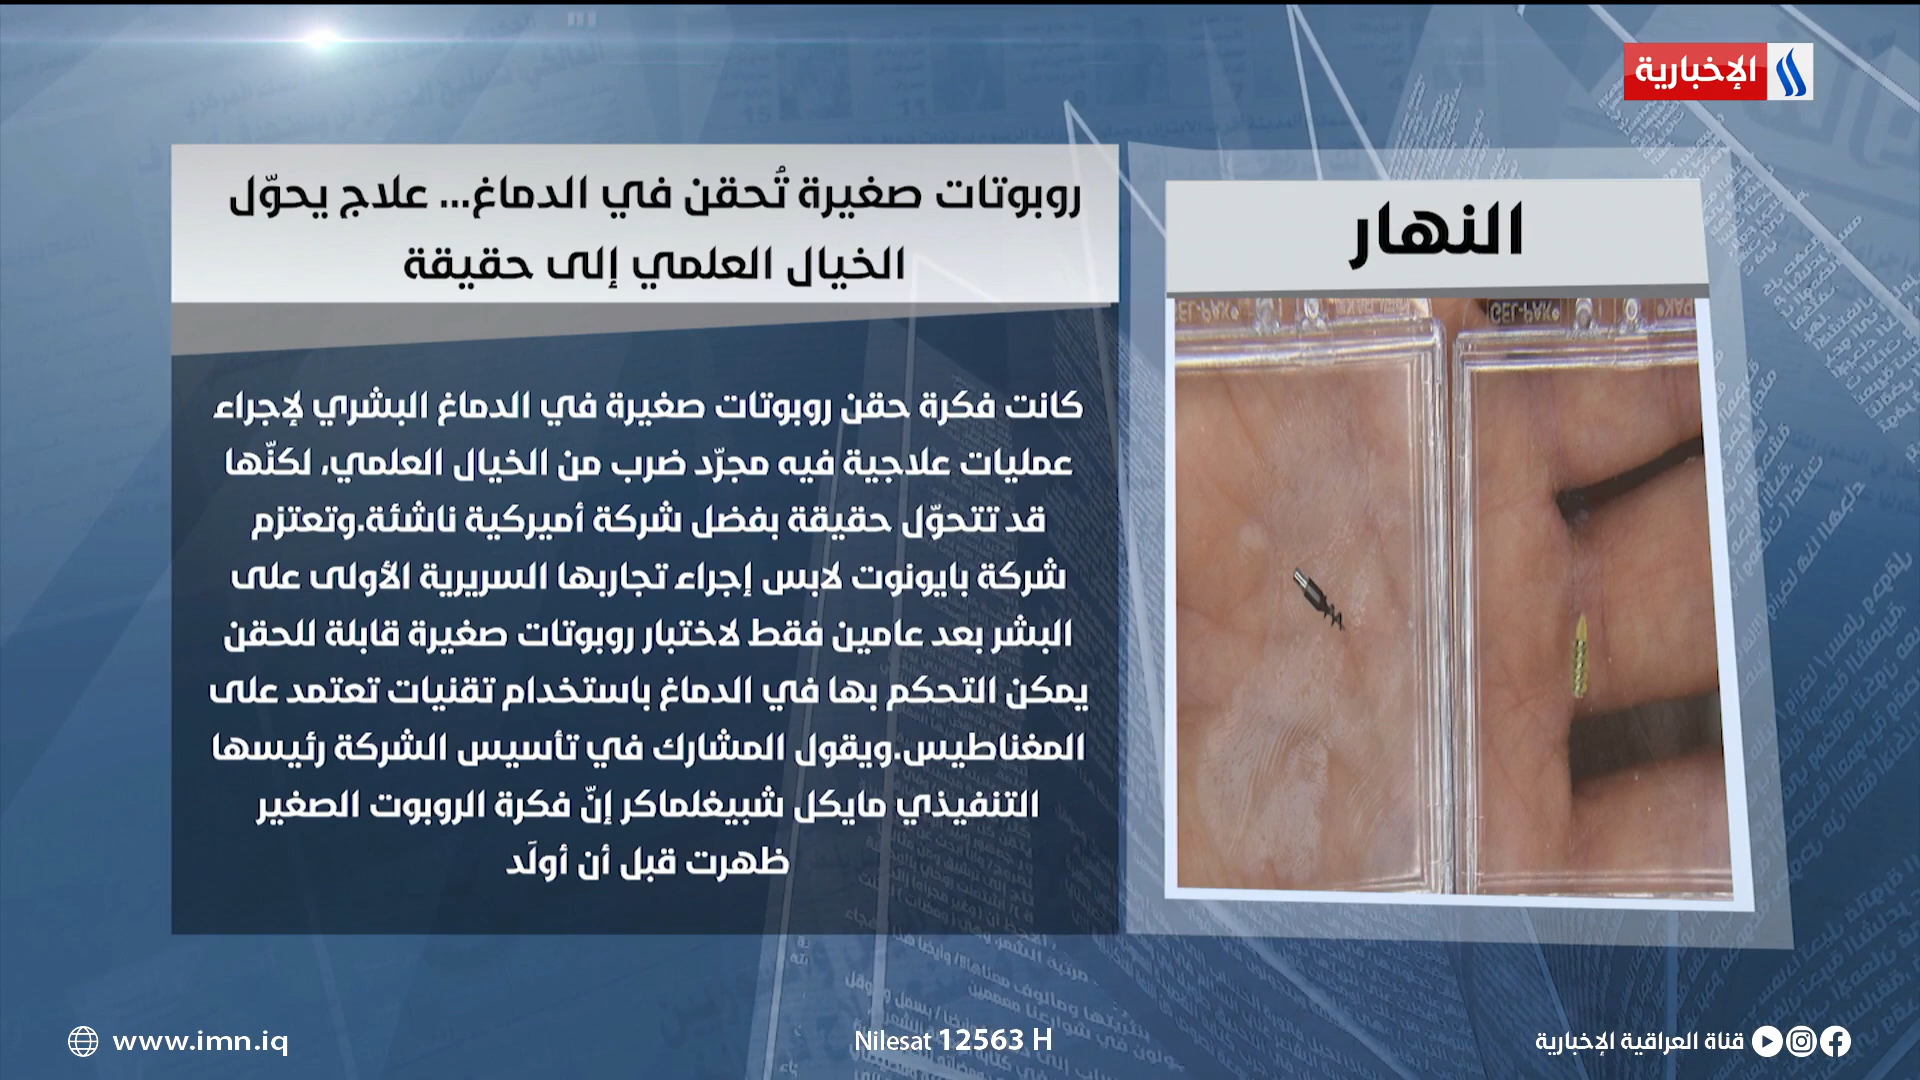 الإخبارية
النهار
روبوتات صغيرة تُحقن في الدماغ... علاج يحوّل
الخيال العلمي إلى حقيقة
كانت فكرة حقن روبوتات صغيرة في الدماغ البشري لإجراء
عمليات علاجية فيه مجرّد ضرب من الخيال العلمي، لكنّها
قد تتحوّل حقيقة بفضل شركة أميركية ناشئة.وتعتزم
شركة بايونوت لابس إجراء تجاربها السريرية الأولى على
البشر بعد عامين فقط لاختبار روبوتات صغيرة قابلة للحقن
يمكن التحكم بها في الدماغ باستخدام تقنيات تعتمد على
المغناطيس.ويقول المشارك في تأسيس الشركة رئيسها
التنفيذي مايكل شبيغلماكر إنّ فكرة الروبوت الصغير
ظهرت قبل أن أولَد
قناة العراقية الإخبارية
Nilesat 12563 H
www.imn.iq